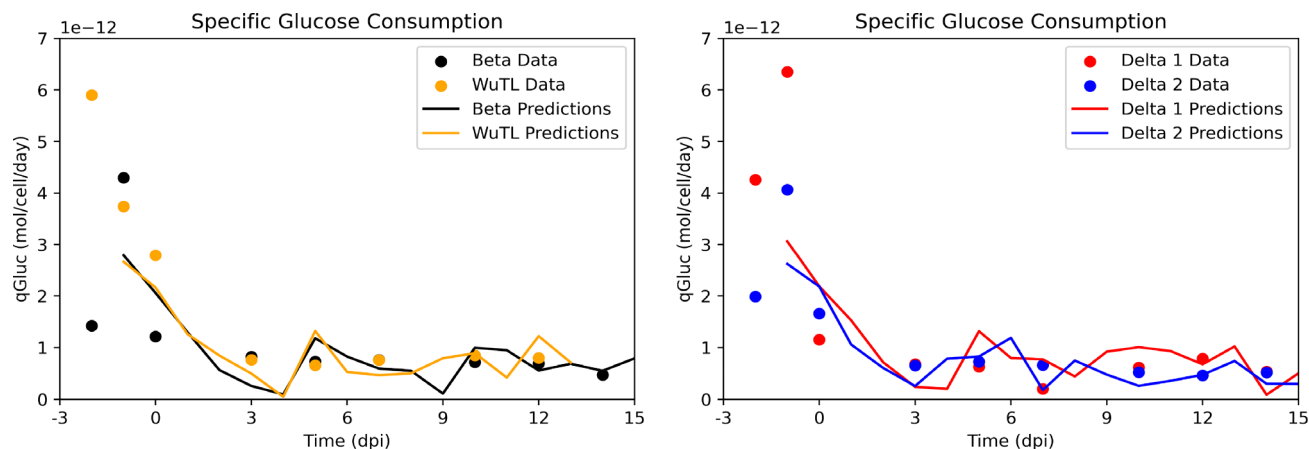 Specific Glucose Consumption
1e−12
7
6
5
4
3
2
1
0
qGluc (mol/cell/day)
Beta Data
WuTL Data
Beta Predictions
WuTL Predictions
-3 0 3 6 9 12 15
Time (dpi)
Specific Glucose Consumption
1e−12
7
6
5
4
3
2
1
0
qGluc (mol/cell/day)
Delta 1 Data
Delta 2 Data
Delta 1 Predictions
Delta 2 Predictions
-3 0 3 6 9 12 15
Time (dpi)